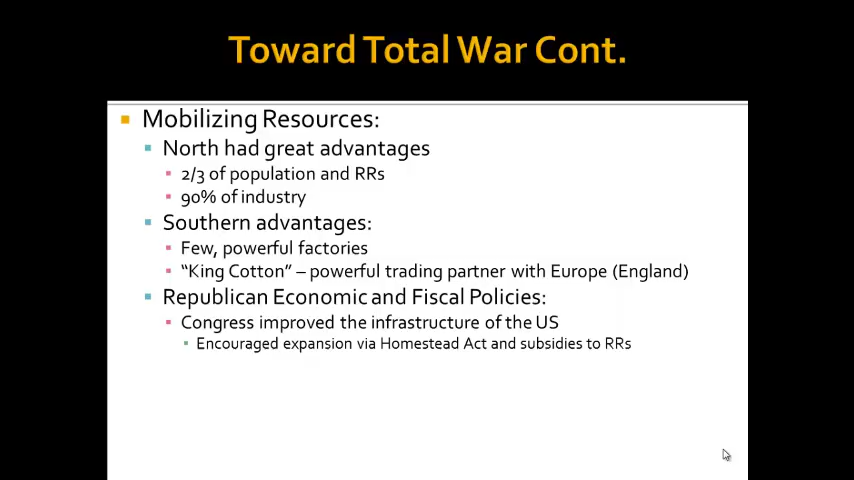 Toward Total War Cont.
Mobilizing Resources:
North had great advantages
2/3 of population and RRs
90% of industry
Southern advantages:
Few, powerful factories
“King Cotton” – powerful trading partner with Europe (England)
Republican Economic and Fiscal Policies:
Congress improved the infrastructure of the US
Encouraged expansion via Homestead Act and subsidies to RRs